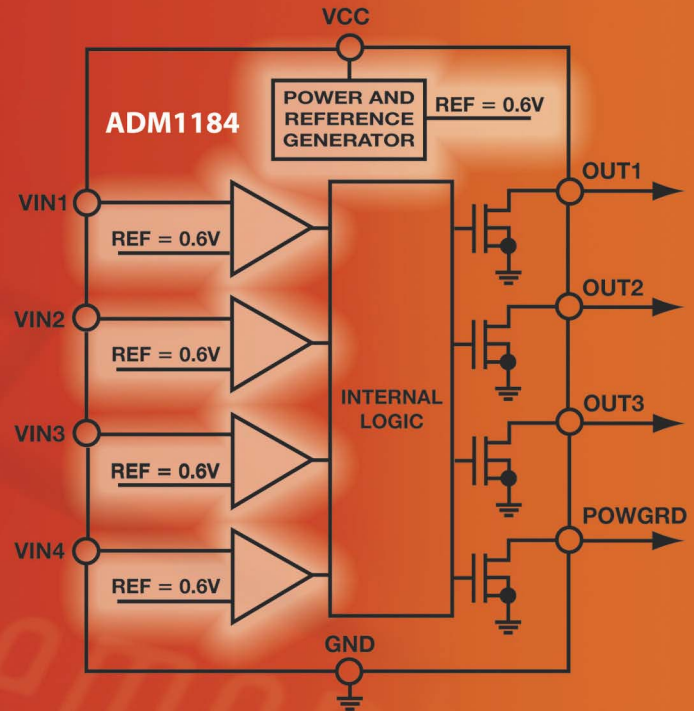 VCC
POWER AND
REFERENCE
GENERATOR
REF = 0.6V
ADM1184
VIN1
REF = 0.6V
OUT1
VIN2
REF = 0.6V
OUT2
INTERNAL
LOGIC
VIN3
REF = 0.6V
OUT3
VIN4
REF = 0.6V
POWGRD
GND